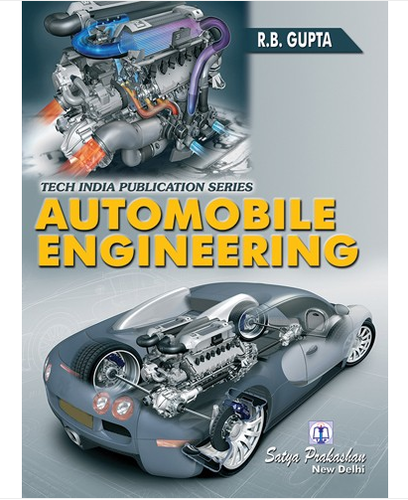 R.B. GUPTA
TECH INDIA PUBLICATION SERIES
AUTOMOBILE
ENGINEERING
Satya Prakashan
New Delhi